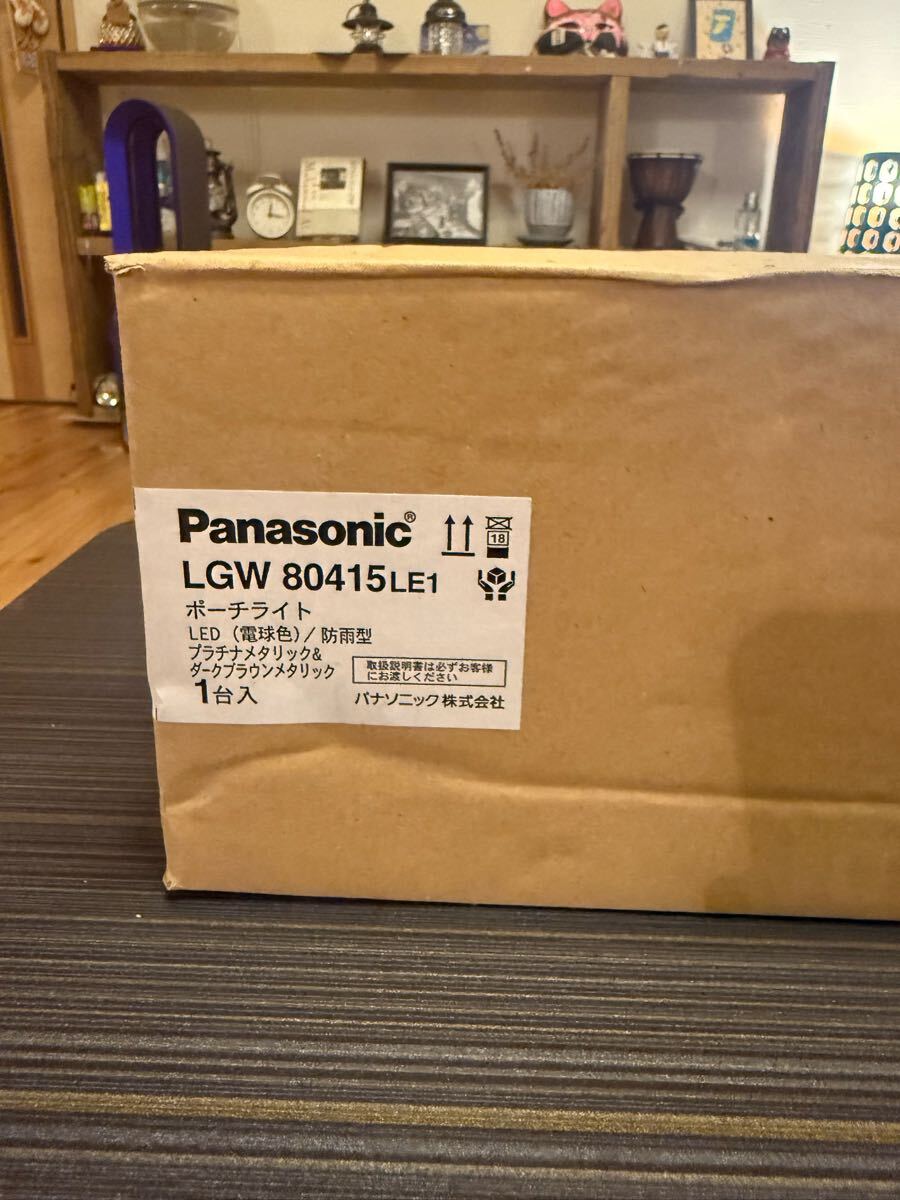 Panasonic®
LGW 80415LE1
18
ポーチライト
LED (電球色)/防雨型
プラチナメタリック&
ダークブラウンメタリック
1台入
取扱説明書は必ずお客様
にお渡しください
パナソニック株式会社